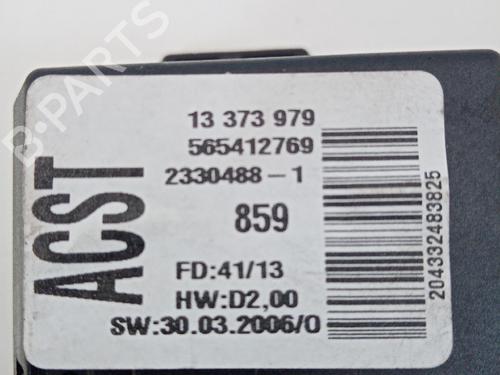 B-PARTS
13 373 979
565412769
2330488-1
859
ACST
FD:41/13
HW:D2,00
SW:30.03.2006/0
204332483825